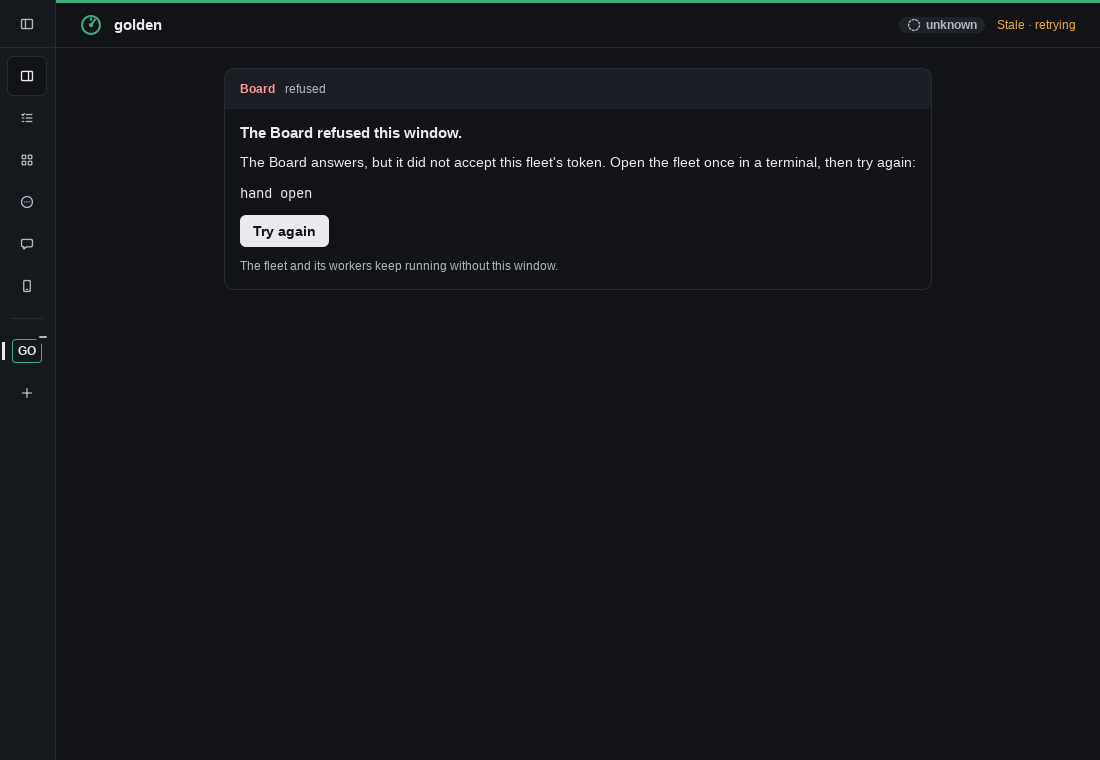 golden
unknown
Stale · retrying
Board refused
The Board refused this window.
The Board answers, but it did not accept this fleet's token. Open the fleet once in a terminal, then try again:
hand open
Try again
The fleet and its workers keep running without this window.
GO